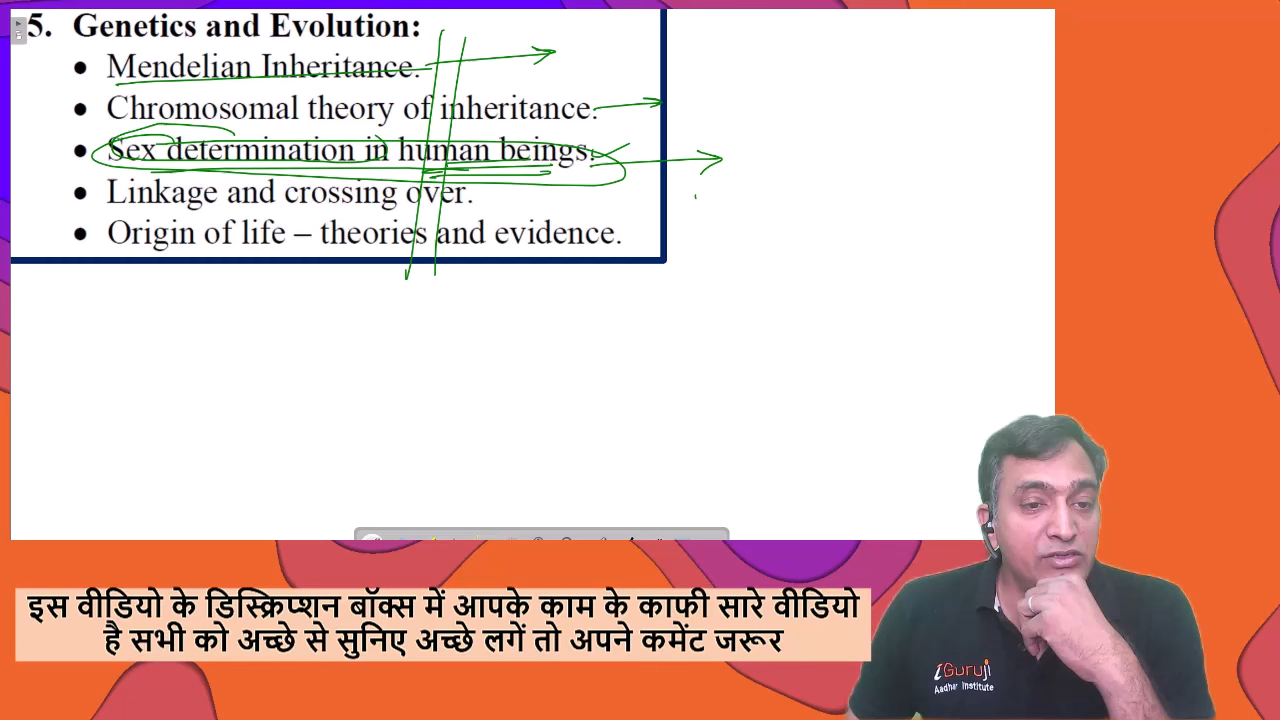 5. Genetics and Evolution:
• Mendelian Inheritance.
• Chromosomal theory of inheritance.
• Sex determination in human beings.
• Linkage and crossing over.
• Origin of life – theories and evidence.
इस वीडियो के डिस्क्रिप्शन बॉक्स में आपके काम के काफी सारे वीडियो
है सभी को अच्छे से सुनिए अच्छे लगें तो अपने कमेंट जरूर
iGuruji
Aadhar Institute